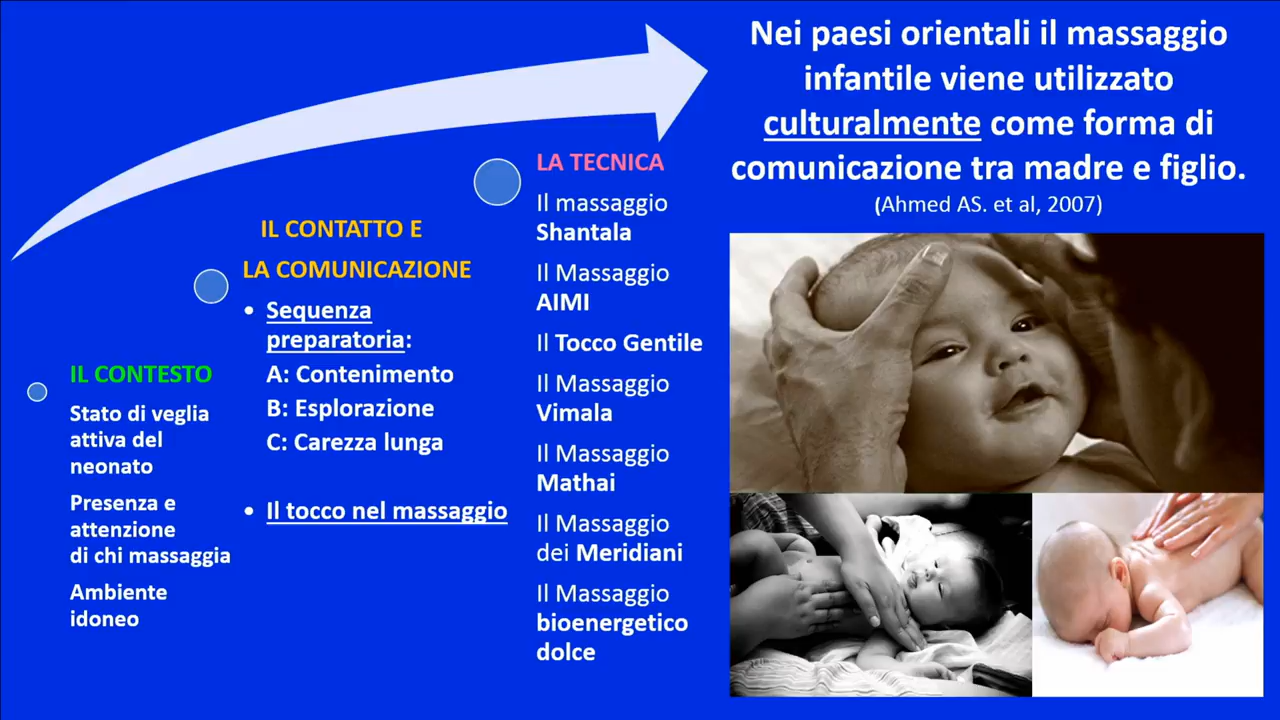 Nei paesi orientali il massaggio
infantile viene utilizzato
culturalmente come forma di
comunicazione tra madre e figlio.
(Ahmed AS. et al, 2007)
IL CONTESTO
Stato di veglia
attiva del
neonato
Presenza e
attenzione
di chi massaggia
Ambiente
idoneo
IL CONTATTO E
LA COMUNICAZIONE
• Sequenza
preparatoria:
A: Contenimento
B: Esplorazione
C: Carezza lunga
• Il tocco nel massaggio
LA TECNICA
Il massaggio
Shantala
Il Massaggio
AIMI
Il Tocco Gentile
Il Massaggio
Vimala
Il Massaggio
Mathai
Il Massaggio
dei Meridiani
Il Massaggio
bioenergetico
dolce